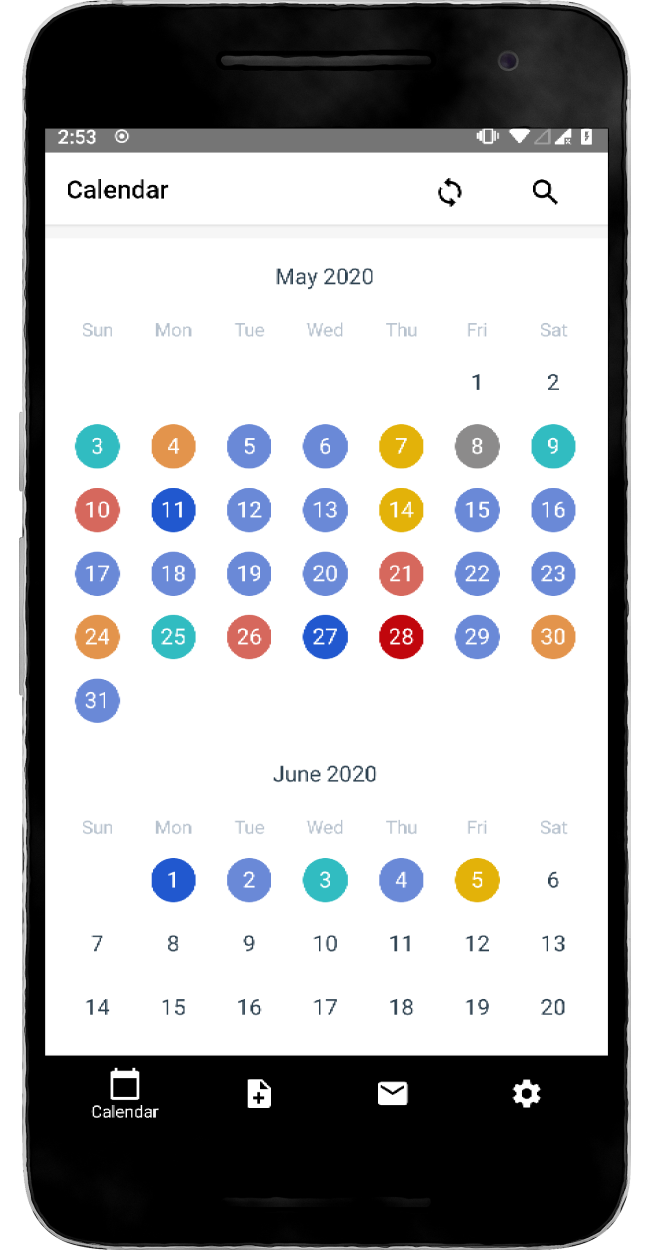 2:53
Calendar
May 2020
Sun Mon Tue Wed Thu Fri Sat
1 2
3 4 5 6 7 8 9
10 11 12 13 14 15 16
17 18 19 20 21 22 23
24 25 26 27 28 29 30
31
June 2020
Sun Mon Tue Wed Thu Fri Sat
1 2 3 4 5 6
7 8 9 10 11 12 13
14 15 16 17 18 19 20
Calendar